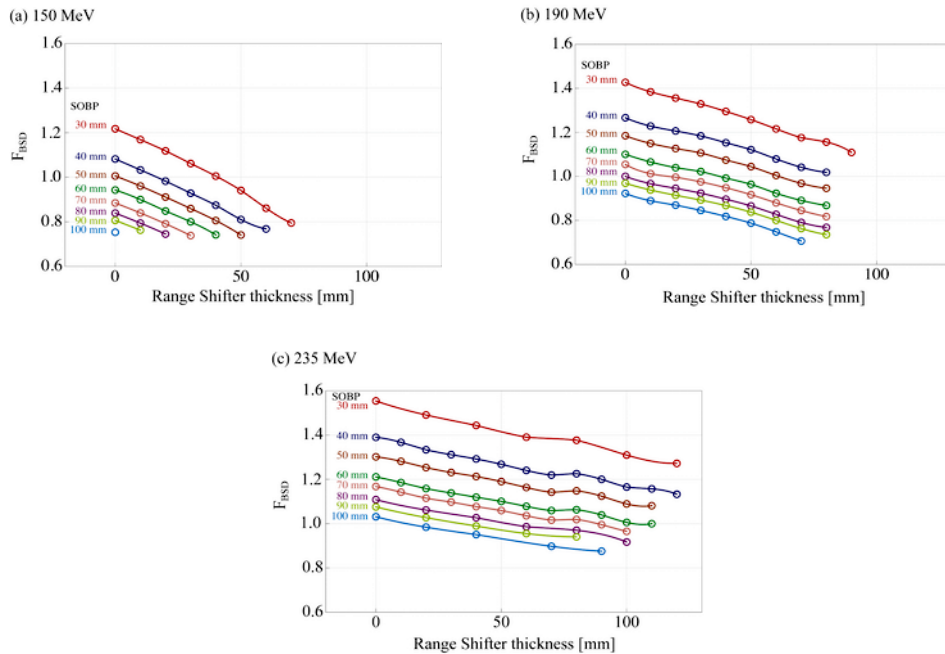 (a) 150 MeV
1.6
1.4
1.2
1.0
0.8
0.6
F_BSD
SOBP
30 mm
40 mm
50 mm
60 mm
70 mm
80 mm
90 mm
100 mm
0
50
100
Range Shifter thickness [mm]
(b) 190 MeV
1.6
1.4
1.2
1.0
0.8
0.6
F_BSD
SOBP
30 mm
40 mm
50 mm
60 mm
70 mm
80 mm
90 mm
100 mm
0
50
100
Range Shifter thickness [mm]
(c) 235 MeV
1.6
1.4
1.2
1.0
0.8
0.6
F_BSD
SOBP
30 mm
40 mm
50 mm
60 mm
70 mm
80 mm
90 mm
100 mm
0
50
100
Range Shifter thickness [mm]